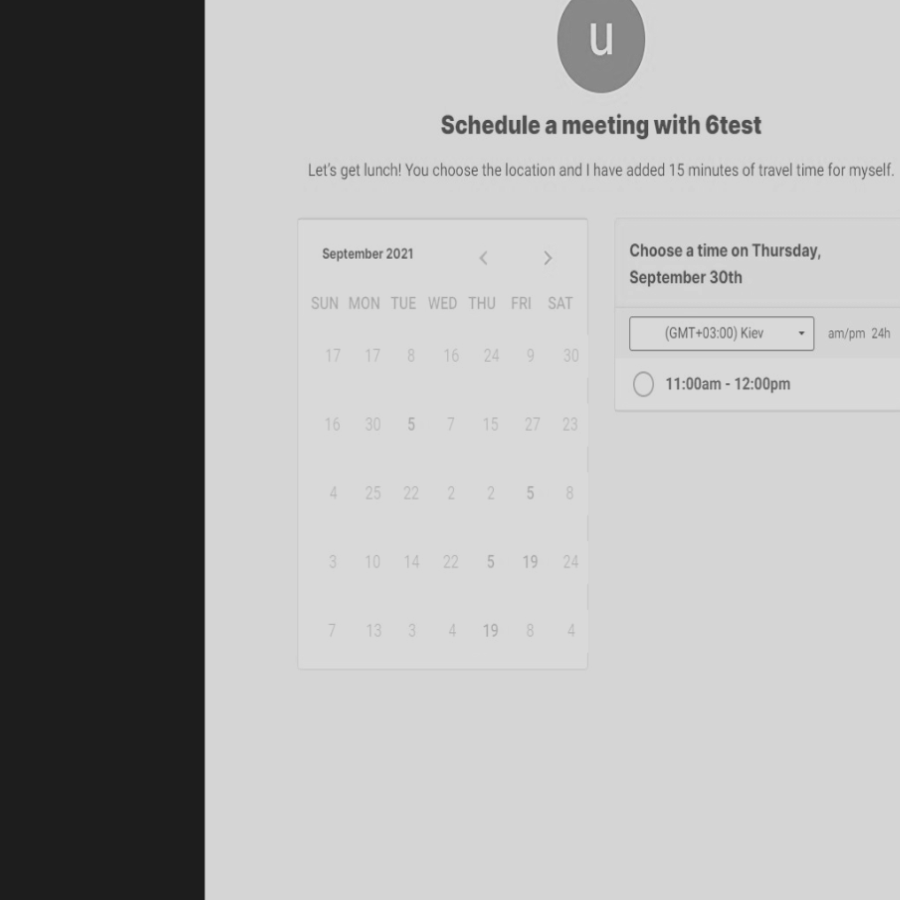 u
Schedule a meeting with 6test
Let's get lunch! You choose the location and I have added 15 minutes of travel time for myself.
September 2021
SUN MON TUE WED THU FRI SAT
17 17 8 16 24 9 30
16 30 5 7 15 27 23
4 25 22 2 2 5 8
3 10 14 22 5 19 24
7 13 3 4 19 8 4
Choose a time on Thursday,
September 30th
(GMT+03:00) Kiev am/pm 24h
11:00am - 12:00pm